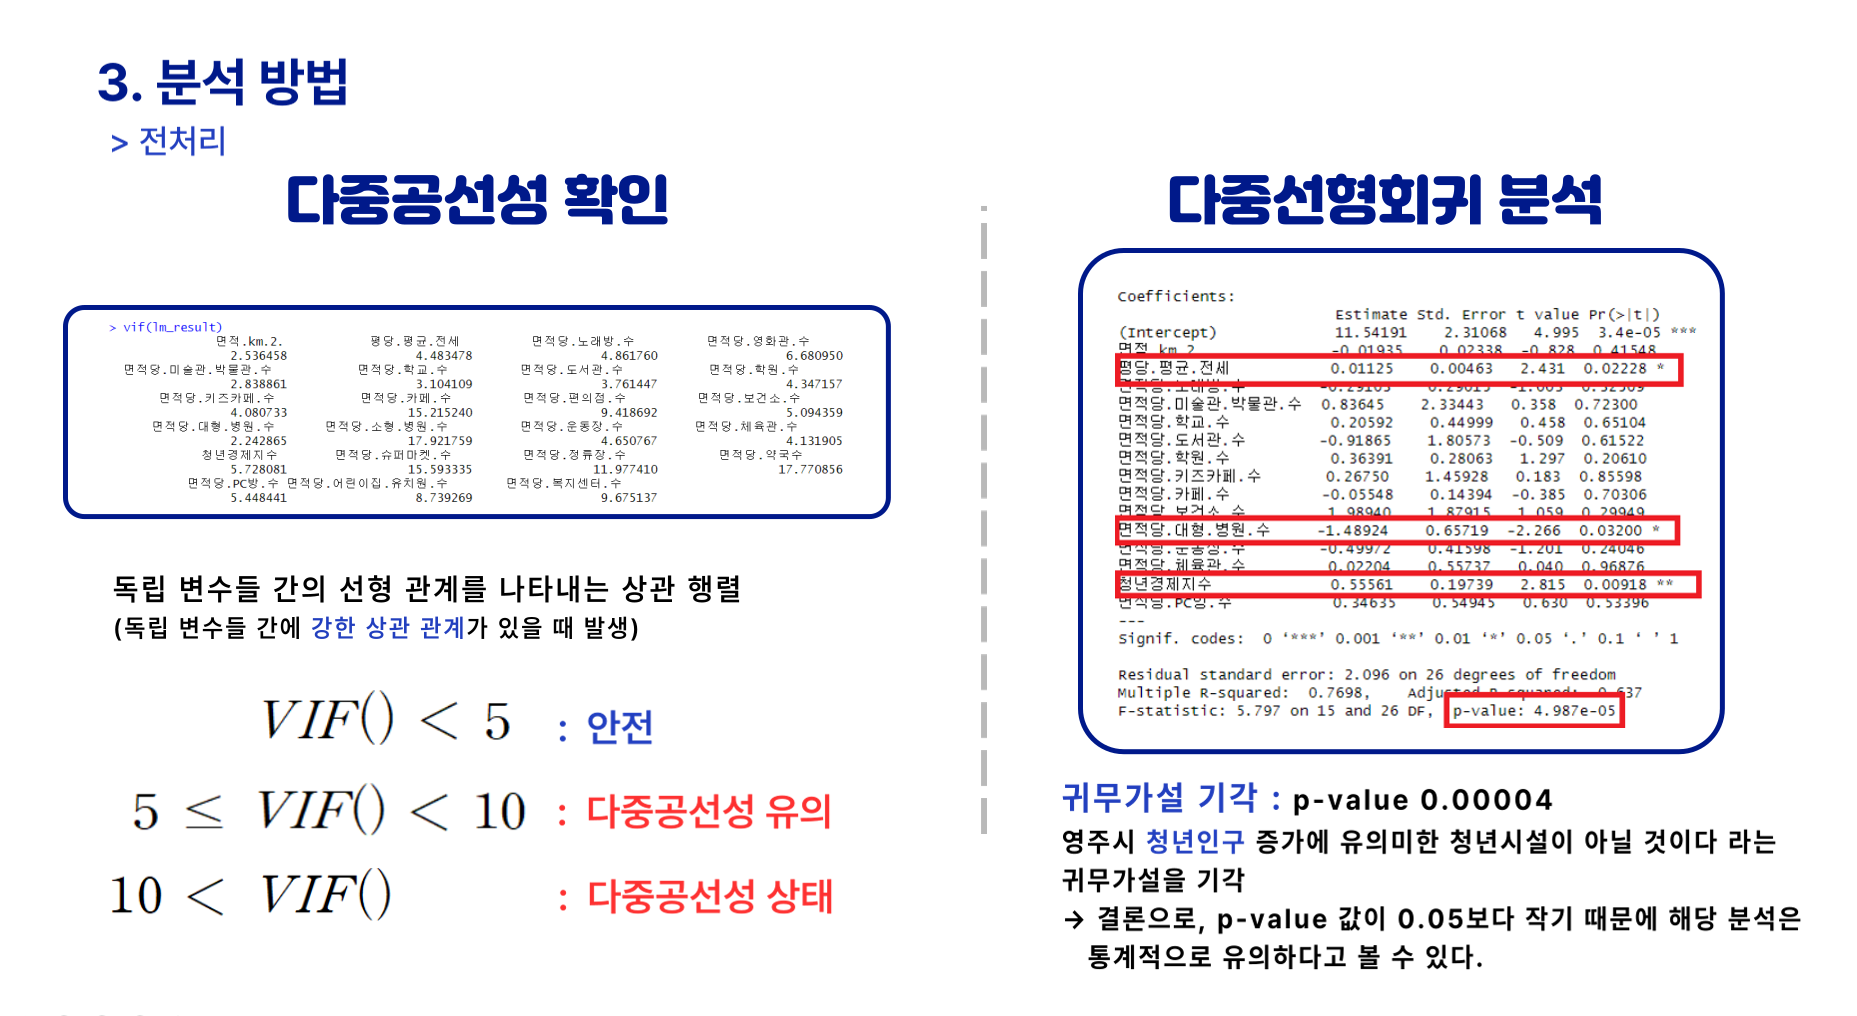 3. 분석 방법
> 전처리
다중공선성 확인
> vif(lm_result)
면적.km.2. 평당.평균.전세 면적당.노래방.수 면적당.영화관.수
2.536458 4.483478 4.861760 6.680950
면적당.미술관.박물관.수 면적당.학교.수 면적당.도서관.수 면적당.학원.수
2.838861 3.104109 3.761447 4.347157
면적당.키즈카페.수 면적당.카페.수 면적당.편의점.수 면적당.보건소.수
4.080733 15.215240 9.418692 5.094359
면적당.대형.병원.수 면적당.소형.병원.수 면적당.운동장.수 면적당.체육관.수
2.242865 17.921759 4.650767 4.131905
청년경제지수 면적당.슈퍼마켓.수 면적당.정류장.수 면적당.약국수
5.728081 15.593335 11.977410 17.770856
면적당.PC방.수 면적당.어린이집.유치원.수 면적당.복지센터.수
5.448441 8.739269 9.675137
독립 변수들 간의 선형 관계를 나타내는 상관 행렬
(독립 변수들 간에 강한 상관 관계가 있을 때 발생)
VIF() < 5 : 안전
5 ≤ VIF() < 10 : 다중공선성 유의
10 < VIF() : 다중공선성 상태
다중선형회귀 분석
Coefficients:
Estimate Std. Error t value Pr(>|t|)
(Intercept) 11.54191 2.31068 4.995 3.4e-05 ***
면적.km.2. -0.01935 0.02338 -0.828 0.41548
평당.평균.전세 0.01125 0.00463 2.431 0.02228 *
면적당.노래방.수
면적당.미술관.박물관.수 0.83645 2.33443 0.358 0.72300
면적당.학교.수 0.20592 0.44999 0.458 0.65104
면적당.도서관.수 -0.91865 1.80573 -0.509 0.61522
면적당.학원.수 0.36391 0.28063 1.297 0.20610
면적당.키즈카페.수 0.26750 1.45928 0.183 0.85598
면적당.카페.수 -0.05548 0.14394 -0.385 0.70306
면적당.보건소.수 1.98940 1.87915 1.059 0.29949
면적당.대형.병원.수 -1.48924 0.65719 -2.266 0.03200 *
면적당.운동장.수 -0.49972 0.41598 -1.201 0.24046
면적당.체육관.수 0.02204 0.55737 0.040 0.96876
청년경제지수 0.55561 0.19739 2.815 0.00918 **
면적당.PC방.수 0.34635 0.54945 0.630 0.53396
---
Signif. codes: 0 ‘***’ 0.001 ‘**’ 0.01 ‘*’ 0.05 ‘.’ 0.1 ‘ ’ 1
Residual standard error: 2.096 on 26 degrees of freedom
Multiple R-squared: 0.7698, Adjusted R-squared: 0.637
F-statistic: 5.797 on 15 and 26 DF, p-value: 4.987e-05
귀무가설 기각 : p-value 0.00004
영주시 청년인구 증가에 유의미한 청년시설이 아닐 것이다 라는
귀무가설을 기각
→ 결론으로, p-value 값이 0.05보다 작기 때문에 해당 분석은
통계적으로 유의하다고 볼 수 있다.